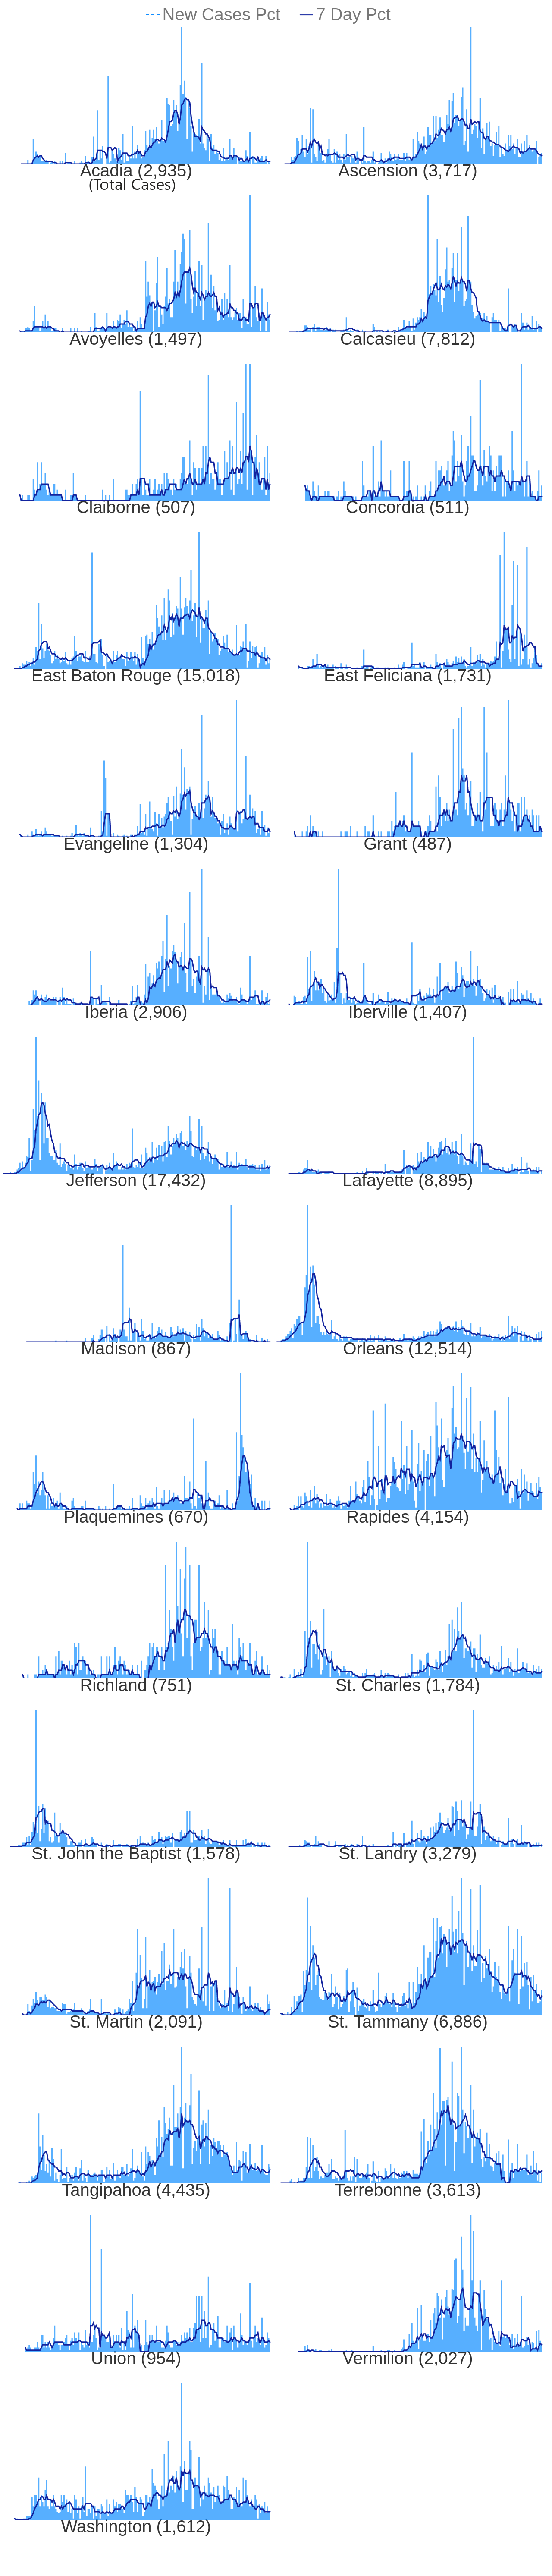 New Cases Pct 7 Day Pct
Acadia (2,935) Ascension (3,717)
(Total Cases)
Avoyelles (1,497) Calcasieu (7,812)
Claiborne (507) Concordia (511)
East Baton Rouge (15,018) East Feliciana (1,731)
Evangeline (1,304) Grant (487)
Iberia (2,906) Iberville (1,407)
Jefferson (17,432) Lafayette (8,895)
Madison (867) Orleans (12,514)
Plaquemines (670) Rapides (4,154)
Richland (751) St. Charles (1,784)
St. John the Baptist (1,578) St. Landry (3,279)
St. Martin (2,091) St. Tammany (6,886)
Tangipahoa (4,435) Terrebonne (3,613)
Union (954) Vermilion (2,027)
Washington (1,612)